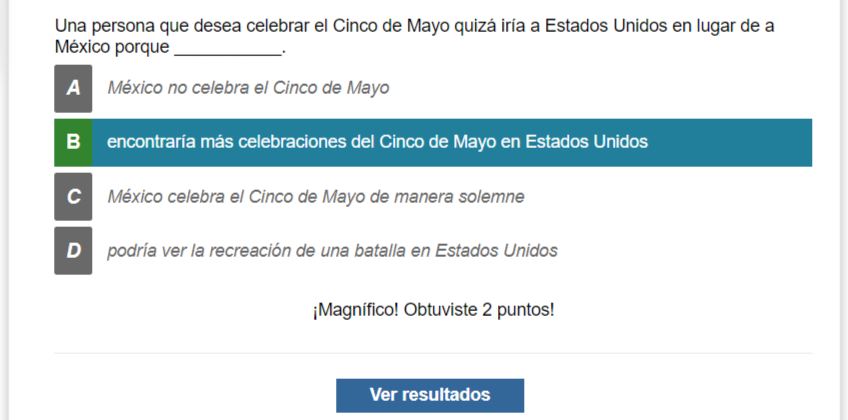 Una persona que desea celebrar el Cinco de Mayo quizá iría a Estados Unidos en lugar de a
México porque ____________.
A México no celebra el Cinco de Mayo
B encontraría más celebraciones del Cinco de Mayo en Estados Unidos
C México celebra el Cinco de Mayo de manera solemne
D podría ver la recreación de una batalla en Estados Unidos
¡Magnífico! Obtuviste 2 puntos!
Ver resultados